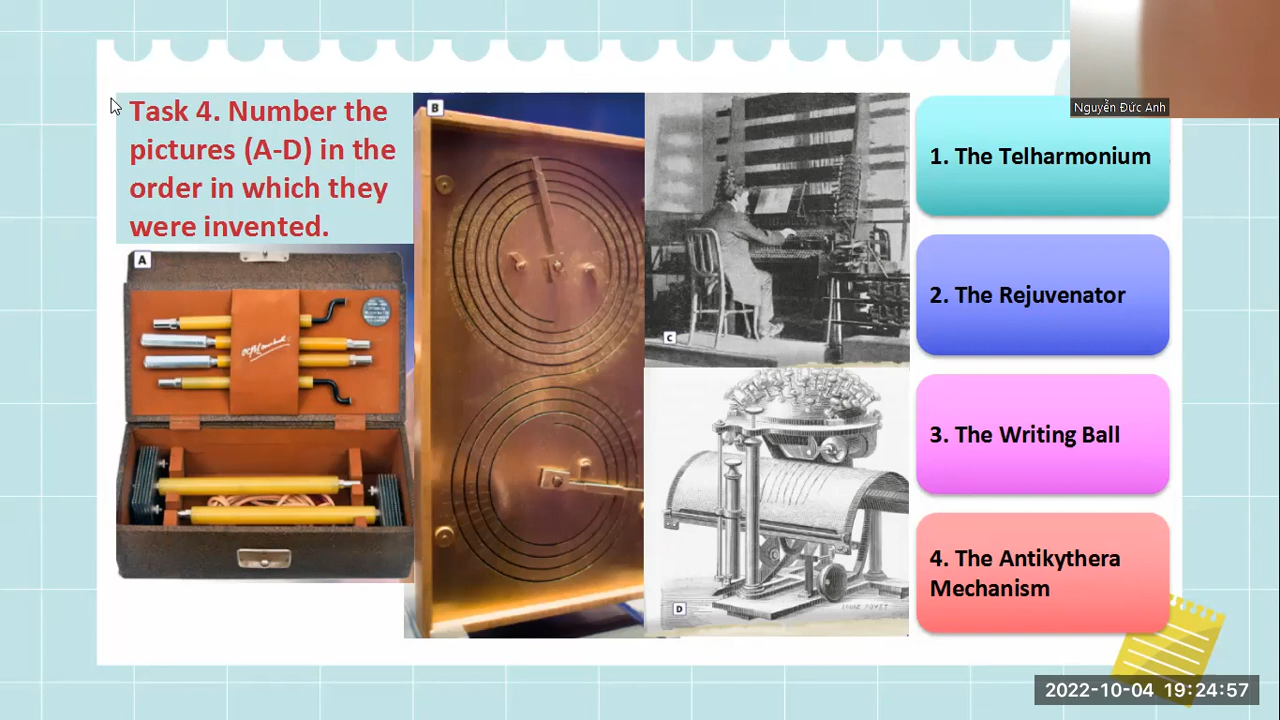 Task 4. Number the
pictures (A-D) in the
order in which they
were invented.
A
B
C
D
1. The Telharmonium
2. The Rejuvenator
3. The Writing Ball
4. The Antikythera
Mechanism
Nguyễn Đức Anh
2022-10-04 19:24:57